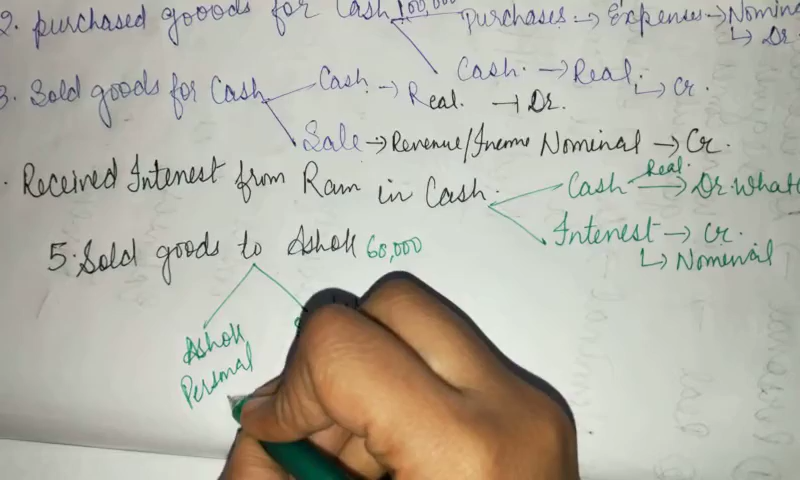 2. purchased gooods for Cash 100,000 Purchases → Expenses → Nomina
↳ Dr.
Cash. → Real. ↳ Cr.
3. Sold goods for Cash Cash → Real. → Dr.
Sale → Revenue/Income Nominal → Cr.
. Received Interest from Ram in Cash. Cash Real. → Dr. What
Interest → Cr.
↳ Nominal
5. Sold goods to Ashok 60,000
Ashok
Personal